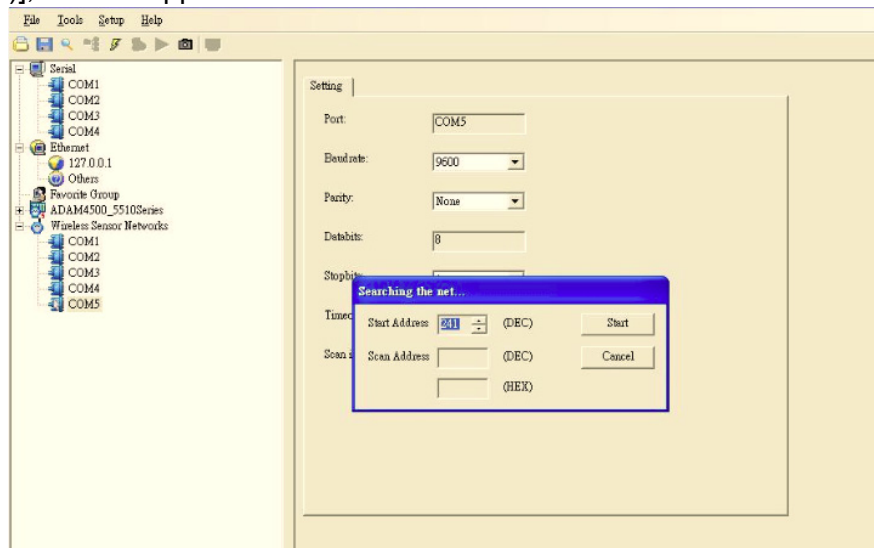 File Tools Setup Help
Serial
COM1
COM2
COM3
COM4
Ethernet
127.0.0.1
Others
Favorite Group
ADAM4500_5510Series
Wireless Sensor Networks
COM1
COM2
COM3
COM4
COM5
Setting
Port: COM5
Baudrate: 9600
Parity: None
Databits: 8
Searching the net...
Start Address 241 (DEC) Start
Scan Address (DEC) Cancel
(HEX)